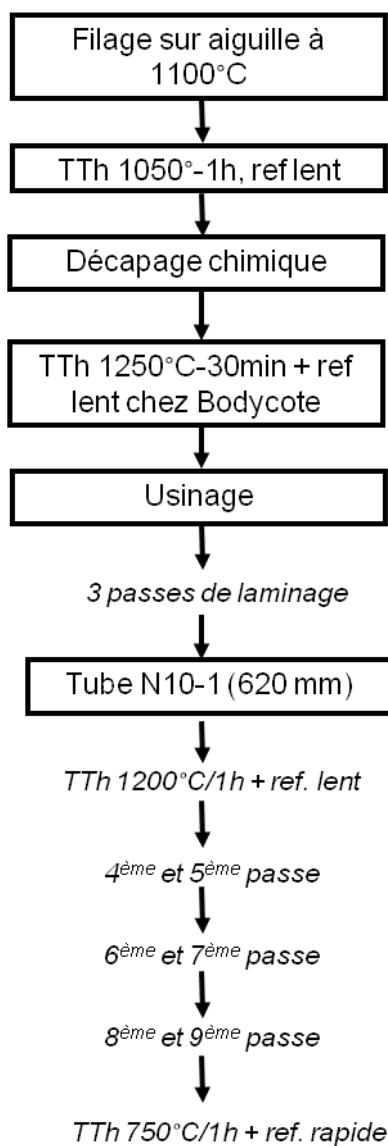 Filage sur aiguille à
1100°C
TTh 1050°-1h, ref lent
Décapage chimique
TTh 1250°C-30min + ref
lent chez Bodycote
Usinage
3 passes de laminage
Tube N10-1 (620 mm)
TTh 1200°C/1h + ref. lent
4ème et 5ème passe
6ème et 7ème passe
8ème et 9ème passe
TTh 750°C/1h + ref. rapide